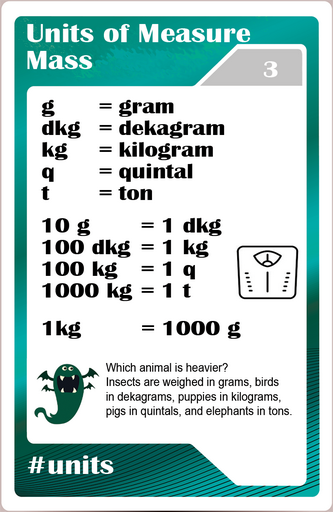 Units of Measure
Mass
3
g = gram
dkg = dekagram
kg = kilogram
q = quintal
t = ton
10 g = 1 dkg
100 dkg = 1 kg
100 kg = 1 q
1000 kg = 1 t
1kg = 1000 g
Which animal is heavier?
Insects are weighed in grams, birds
in dekagrams, puppies in kilograms,
pigs in quintals, and elephants in tons.
#units